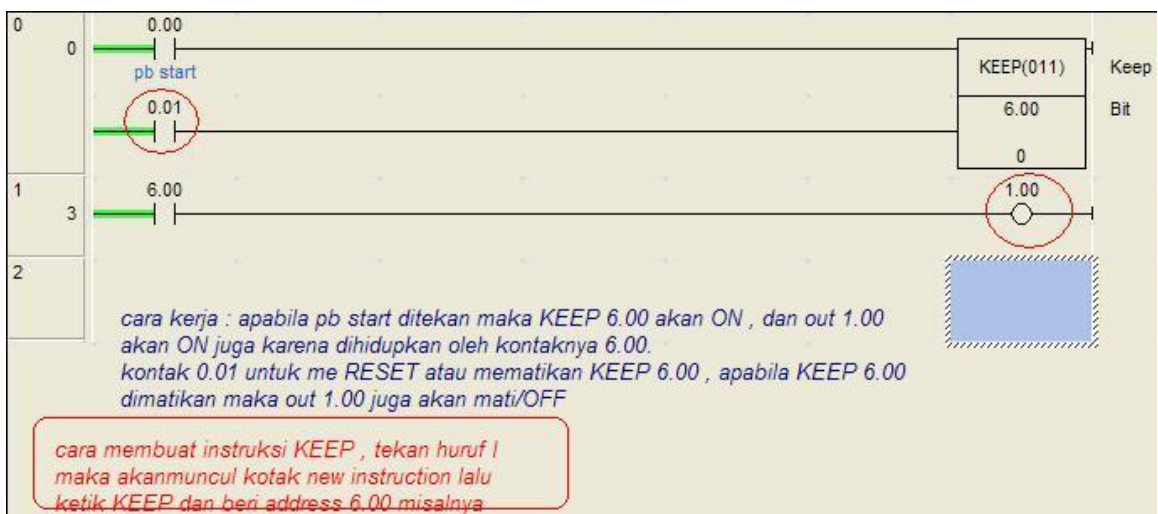 0 0.00
0
pb start KEEP(011) Keep
0.01 6.00 Bit
0
1 6.00 1.00
3
2
cara kerja : apabila pb start ditekan maka KEEP 6.00 akan ON , dan out 1.00
akan ON juga karena dihidupkan oleh kontaknya 6.00.
kontak 0.01 untuk me RESET atau mematikan KEEP 6.00 , apabila KEEP 6.00
dimatikan maka out 1.00 juga akan mati/OFF
cara membuat instruksi KEEP , tekan huruf I
maka akanmuncul kotak new instruction lalu
ketik KEEP dan beri address 6.00 misalnya